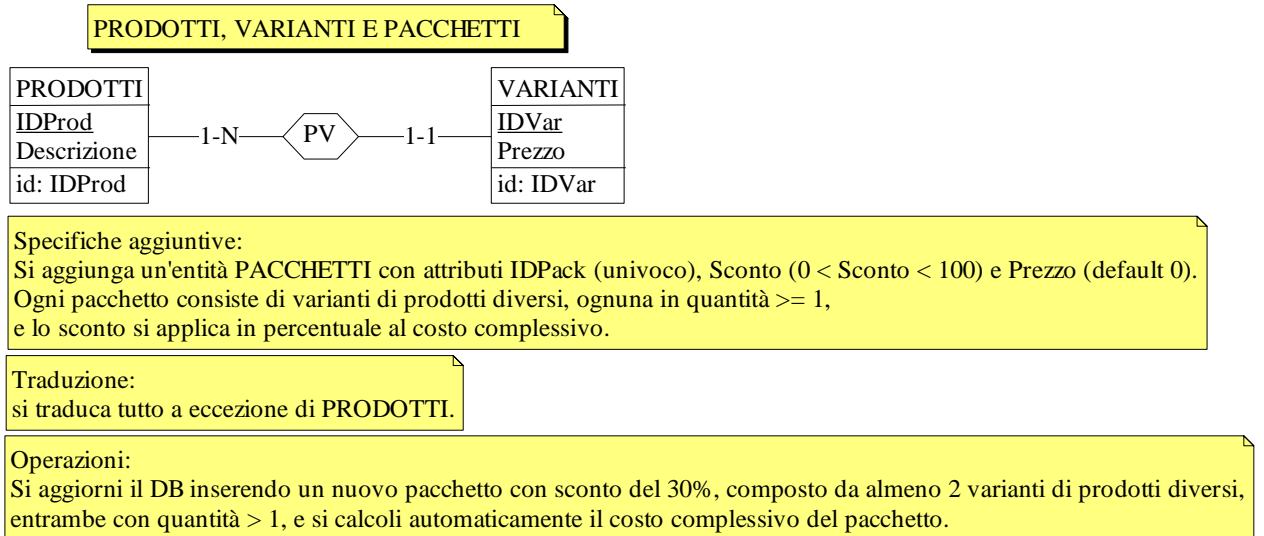 PRODOTTI, VARIANTI E PACCHETTI
PRODOTTI
IDProd
Descrizione
id: IDProd
1-N
PV
1-1
VARIANTI
IDVar
Prezzo
id: IDVar
Specifiche aggiuntive:
Si aggiunga un'entità PACCHETTI con attributi IDPack (univoco), Sconto (0 < Sconto < 100) e Prezzo (default 0).
Ogni pacchetto consiste di varianti di prodotti diversi, ognuna in quantità >= 1,
e lo sconto si applica in percentuale al costo complessivo.
Traduzione:
si traduca tutto a eccezione di PRODOTTI.
Operazioni:
Si aggiorni il DB inserendo un nuovo pacchetto con sconto del 30%, composto da almeno 2 varianti di prodotti diversi,
entrambe con quantità > 1, e si calcoli automaticamente il costo complessivo del pacchetto.